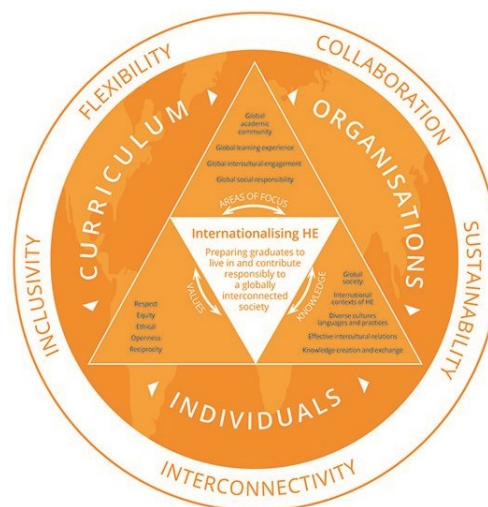 FLEXIBILITY
COLLABORATION
INCLUSIVITY
SUSTAINABILITY
INTERCONNECTIVITY
CURRICULUM
ORGANISATIONS
INDIVIDUALS
Global
academic
community
Global learning experience
Global intercultural engagement
Global social responsibility
AREAS OF FOCUS
Internationalising HE
Preparing graduates to
live in and contribute
responsibly to
a globally
interconnected
society
VALUES
KNOWLEDGE
Respect
Equity
Ethical
Openness
Reciprocity
Global
society
International
contexts of HE
Diverse cultures
languages and practices
Effective intercultural relations
Knowledge creation and exchange